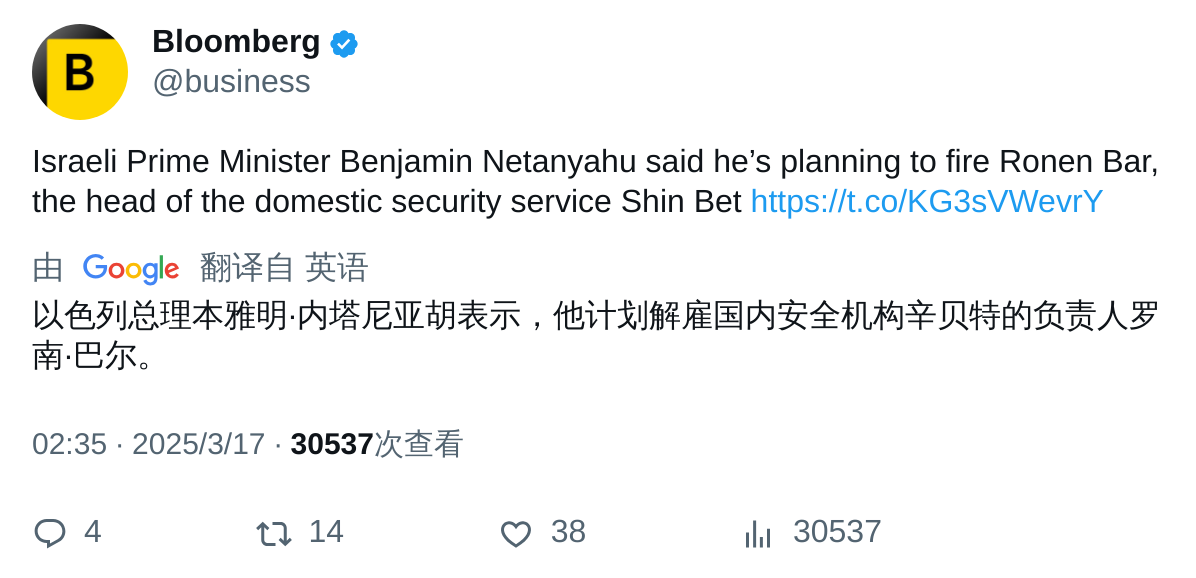 B
Bloomberg
@business
Israeli Prime Minister Benjamin Netanyahu said he’s planning to fire Ronen Bar,
the head of the domestic security service Shin Bet https://t.co/KG3sVWevrY
由 Google 翻译自 英语
以色列总理本雅明·内塔尼亚胡表示，他计划解雇国内安全机构辛贝特的负责人罗
南·巴尔。
02:35 · 2025/3/17 · 30537次查看
4 14 38 30537